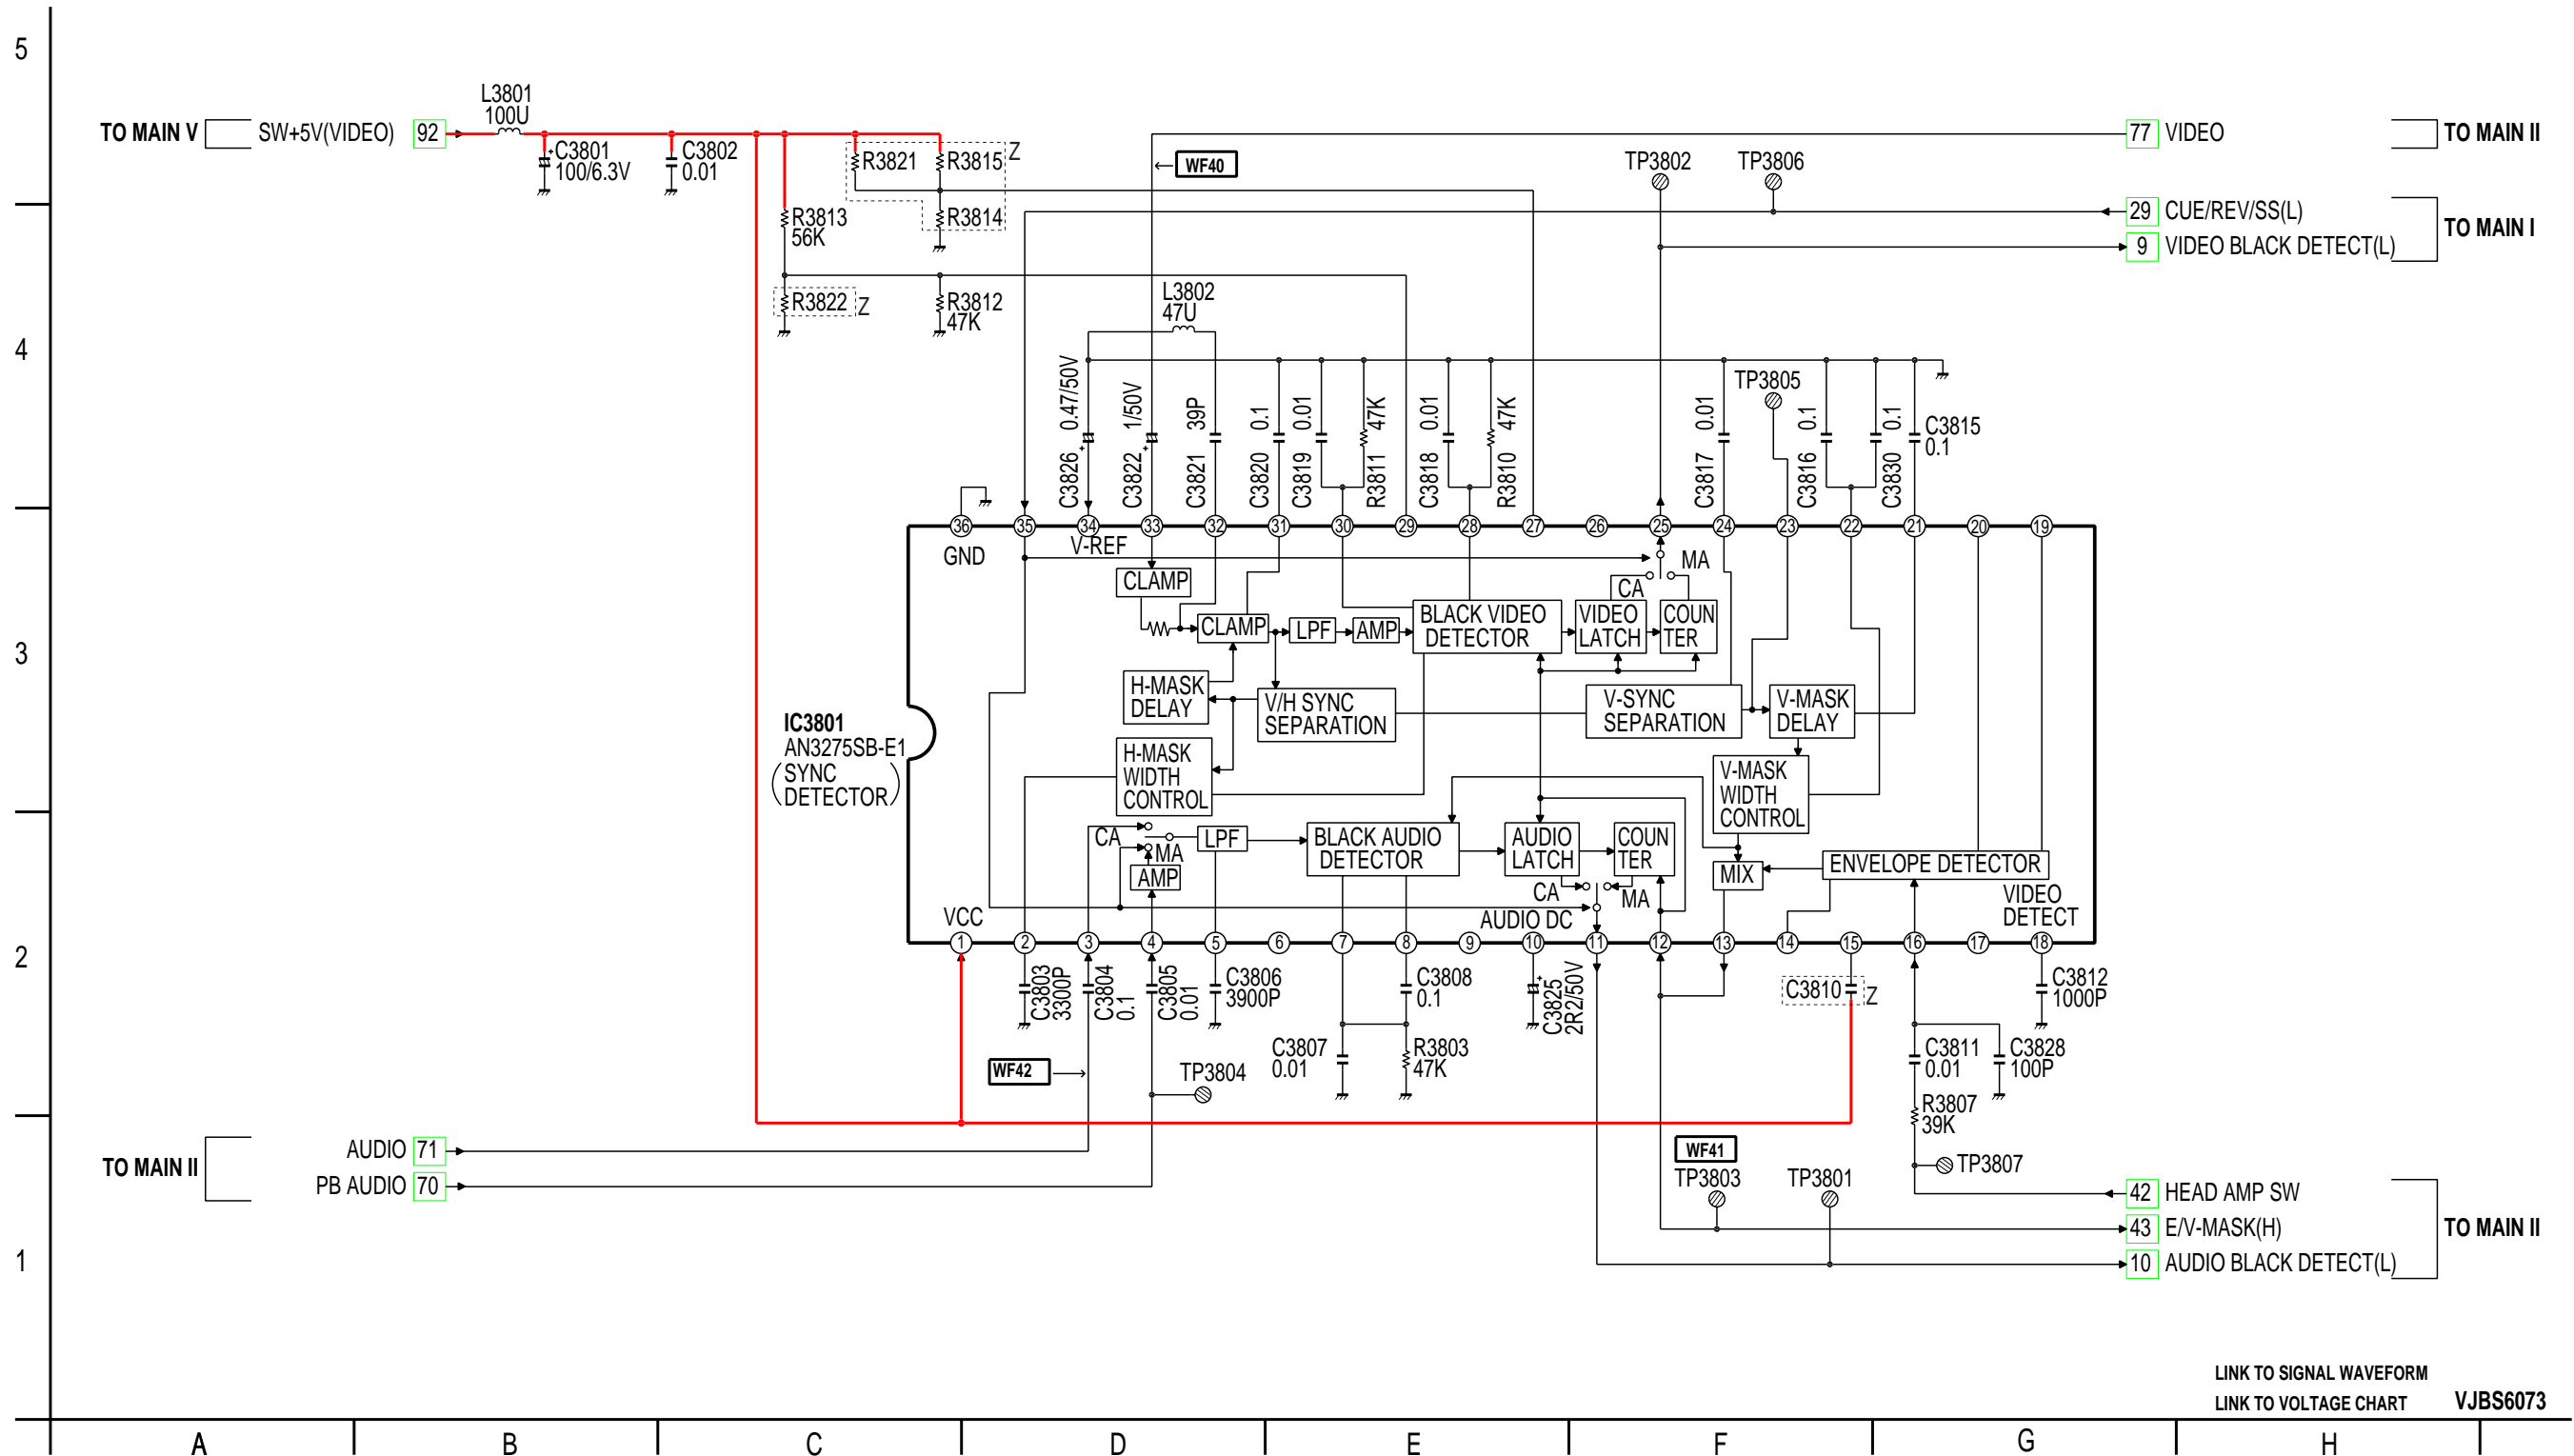 5
L3801
100U
TO MAIN V
SW+5V(VIDEO)
92
C3801
100/6.3V
C3802
0.01
R3821
R3815
Z
WF40
TP3802
TP3806
77
VIDEO
TO MAIN II
R3813
56K
R3814
29
CUE/REV/SS(L)
TO MAIN I
9
VIDEO BLACK DETECT(L)
R3822
Z
R3812
47K
L3802
47U
4
C3826
0.47/50V
C3822
1/50V
C3821
39P
C3820
0.1
C3819
0.01
R3811
47K
C3818
0.01
R3810
47K
C3817
0.01
TP3805
C3816
0.1
C3830
0.1
C3815
0.1
36
35
34
33
32
31
30
29
28
27
26
25
24
23
22
21
20
19
GND
V-REF
MA
CA
CLAMP
CLAMP
LPF
AMP
BLACK VIDEO
DETECTOR
VIDEO
LATCH
COUN
TER
3
H-MASK
DELAY
V/H SYNC
SEPARATION
V-SYNC
SEPARATION
V-MASK
DELAY
IC3801
AN3275SB-E1
SYNC
DETECTOR
H-MASK
WIDTH
CONTROL
V-MASK
WIDTH
CONTROL
CA
MA
AMP
LPF
BLACK AUDIO
DETECTOR
AUDIO
LATCH
COUN
TER
MIX
ENVELOPE DETECTOR
CA
MA
VIDEO
DETECT
VCC
AUDIO DC
2
1
2
3
4
5
6
7
8
9
10
11
12
13
14
15
16
17
18
C3803
3300P
C3804
0.1
C3805
0.01
C3806
3900P
C3808
0.1
C3825
2R2/50V
C3810
Z
C3812
1000P
C3807
0.01
R3803
47K
C3811
0.01
C3828
100P
WF42
TP3804
R3807
39K
AUDIO
71
TO MAIN II
PB AUDIO
70
WF41
TP3803
TP3801
TP3807
42
HEAD AMP SW
43
E/V-MASK(H)
TO MAIN II
10
AUDIO BLACK DETECT(L)
1
LINK TO SIGNAL WAVEFORM
LINK TO VOLTAGE CHART
VJBS6073
A
B
C
D
E
F
G
H